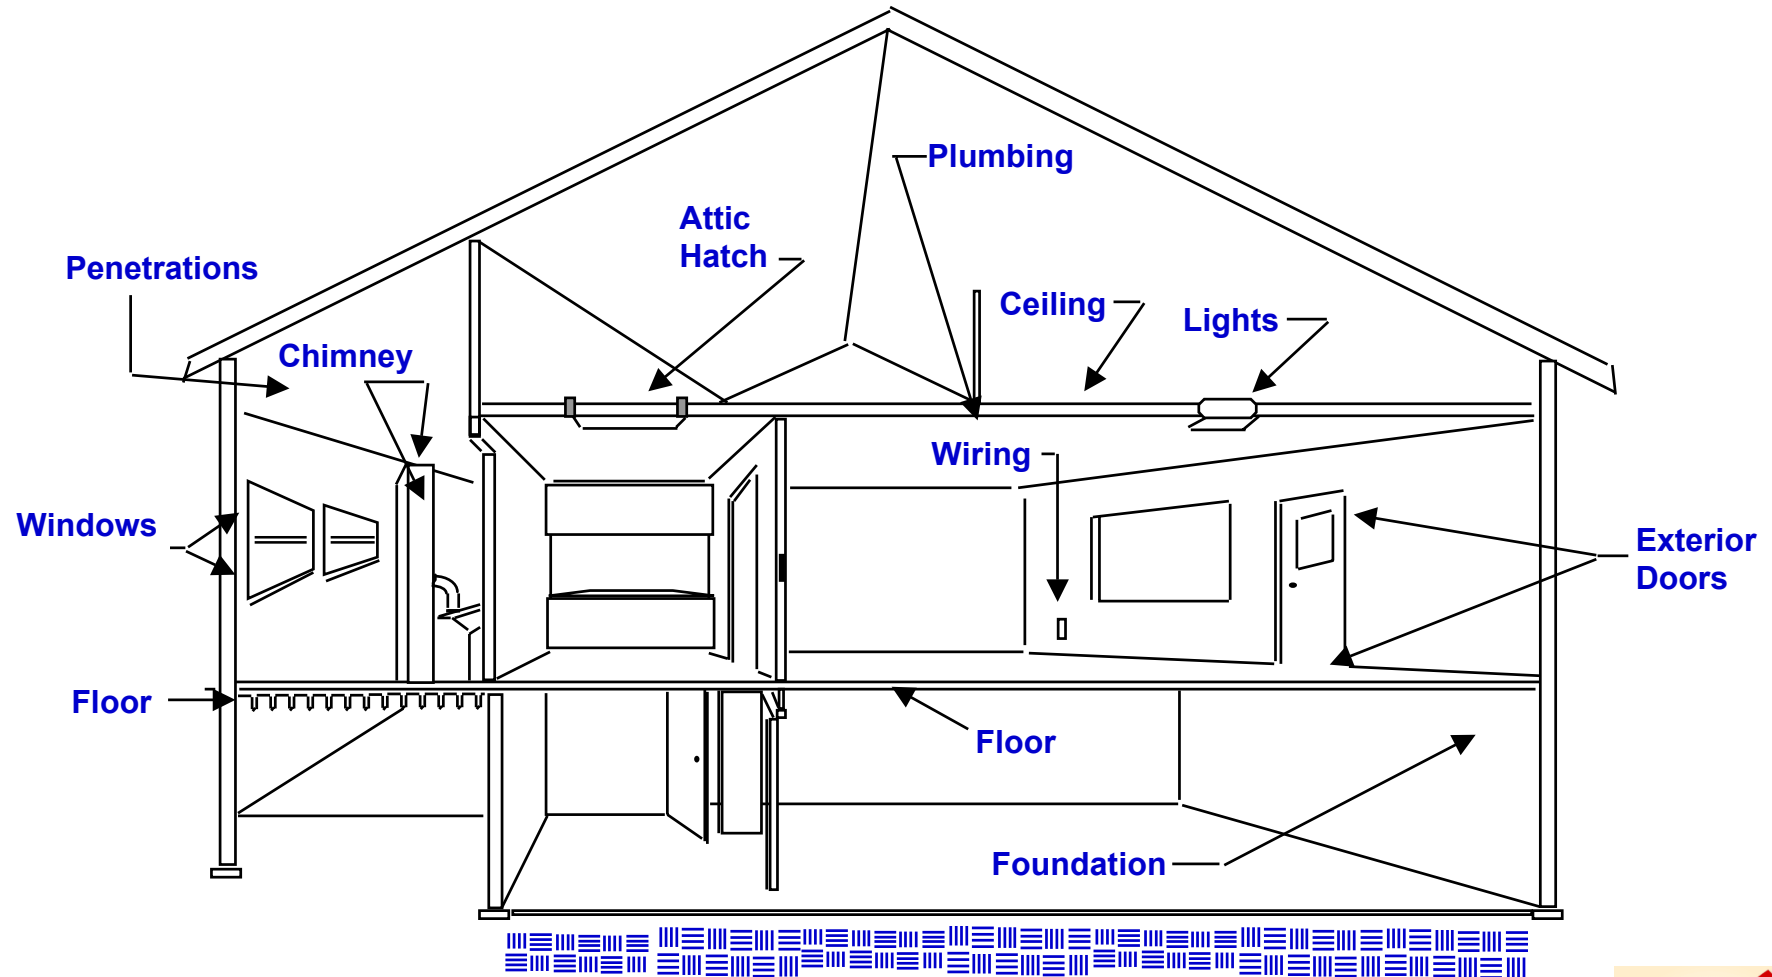 Plumbing
Attic
Hatch
Penetrations
Ceiling
Lights
Chimney
Wiring
Windows
Exterior
Doors
Floor
Floor
Foundation